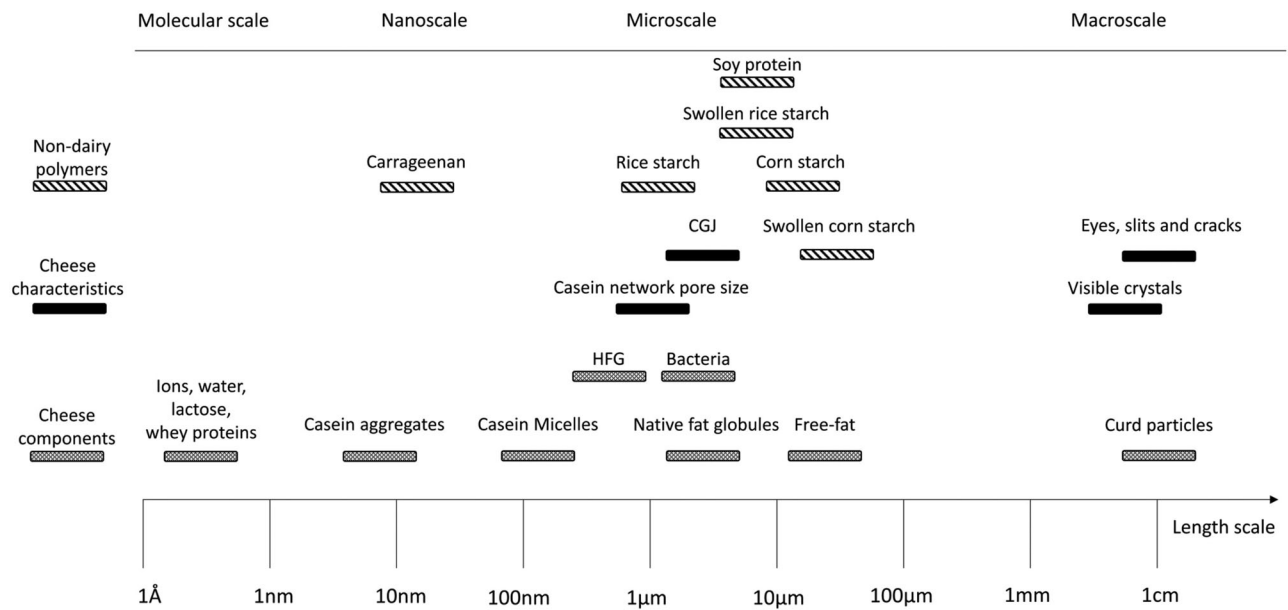 Molecular scale
Nanoscale
Microscale
Macroscale
Soy protein
Swollen rice starch
Non-dairy
polymers
Carrageenan
Rice starch
Corn starch
CGJ
Swollen corn starch
Eyes, slits and cracks
Cheese
characteristics
Casein network pore size
Visible crystals
HFG
Bacteria
Ions, water,
lactose,
whey proteins
Cheese
components
Casein aggregates
Casein Micelles
Native fat globules
Free-fat
Curd particles
Length scale
1Å
1nm
10nm
100nm
1µm
10µm
100µm
1mm
1cm